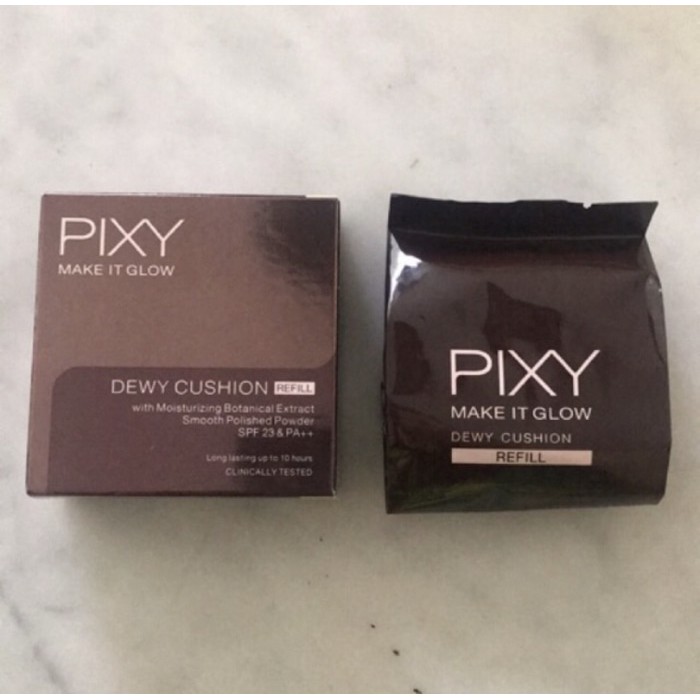 PIXY
MAKE IT GLOW
DEWY CUSHION REFILL
with Moisturizing Botanical Extract
Smooth Polished Powder
SPF 23 & PA++
Long lasting up to 10 hours
CLINICALLY TESTED
PIXY
MAKE IT GLOW
DEWY CUSHION
REFILL